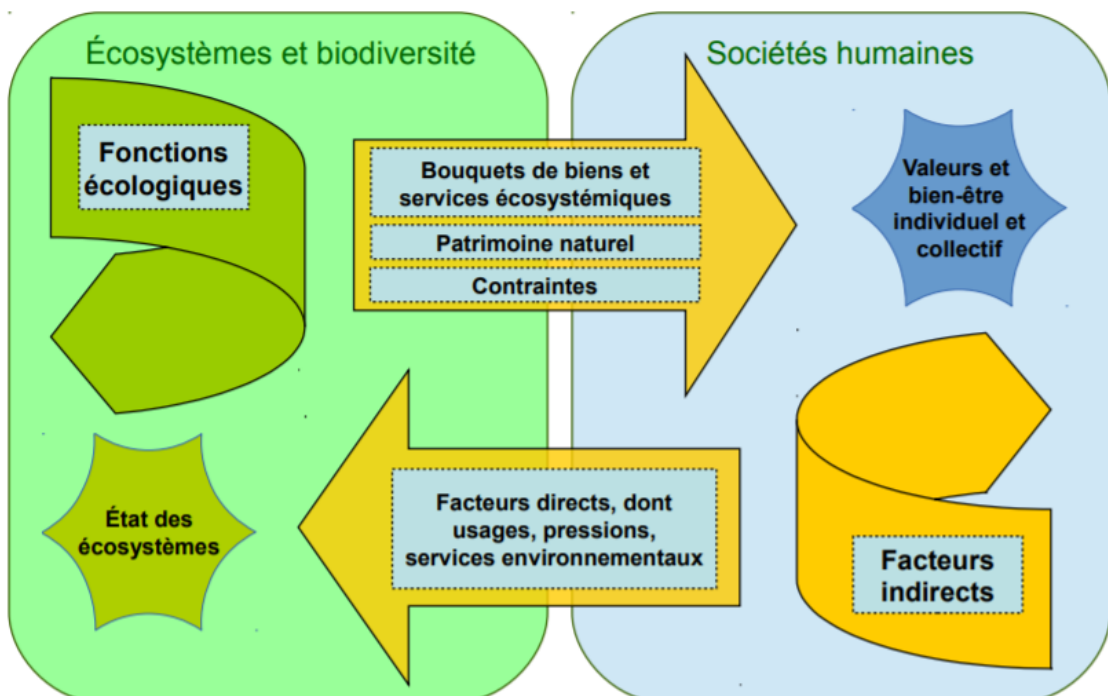 Écosystèmes et biodiversité
Sociétés humaines
Fonctions
écologiques
Bouquets de biens et
services écosystémiques
Patrimoine naturel
Contraintes
Valeurs et
bien-être
individuel et
collectif
État des
écosystèmes
Facteurs directs, dont
usages, pressions,
services environnementaux
Facteurs
indirects